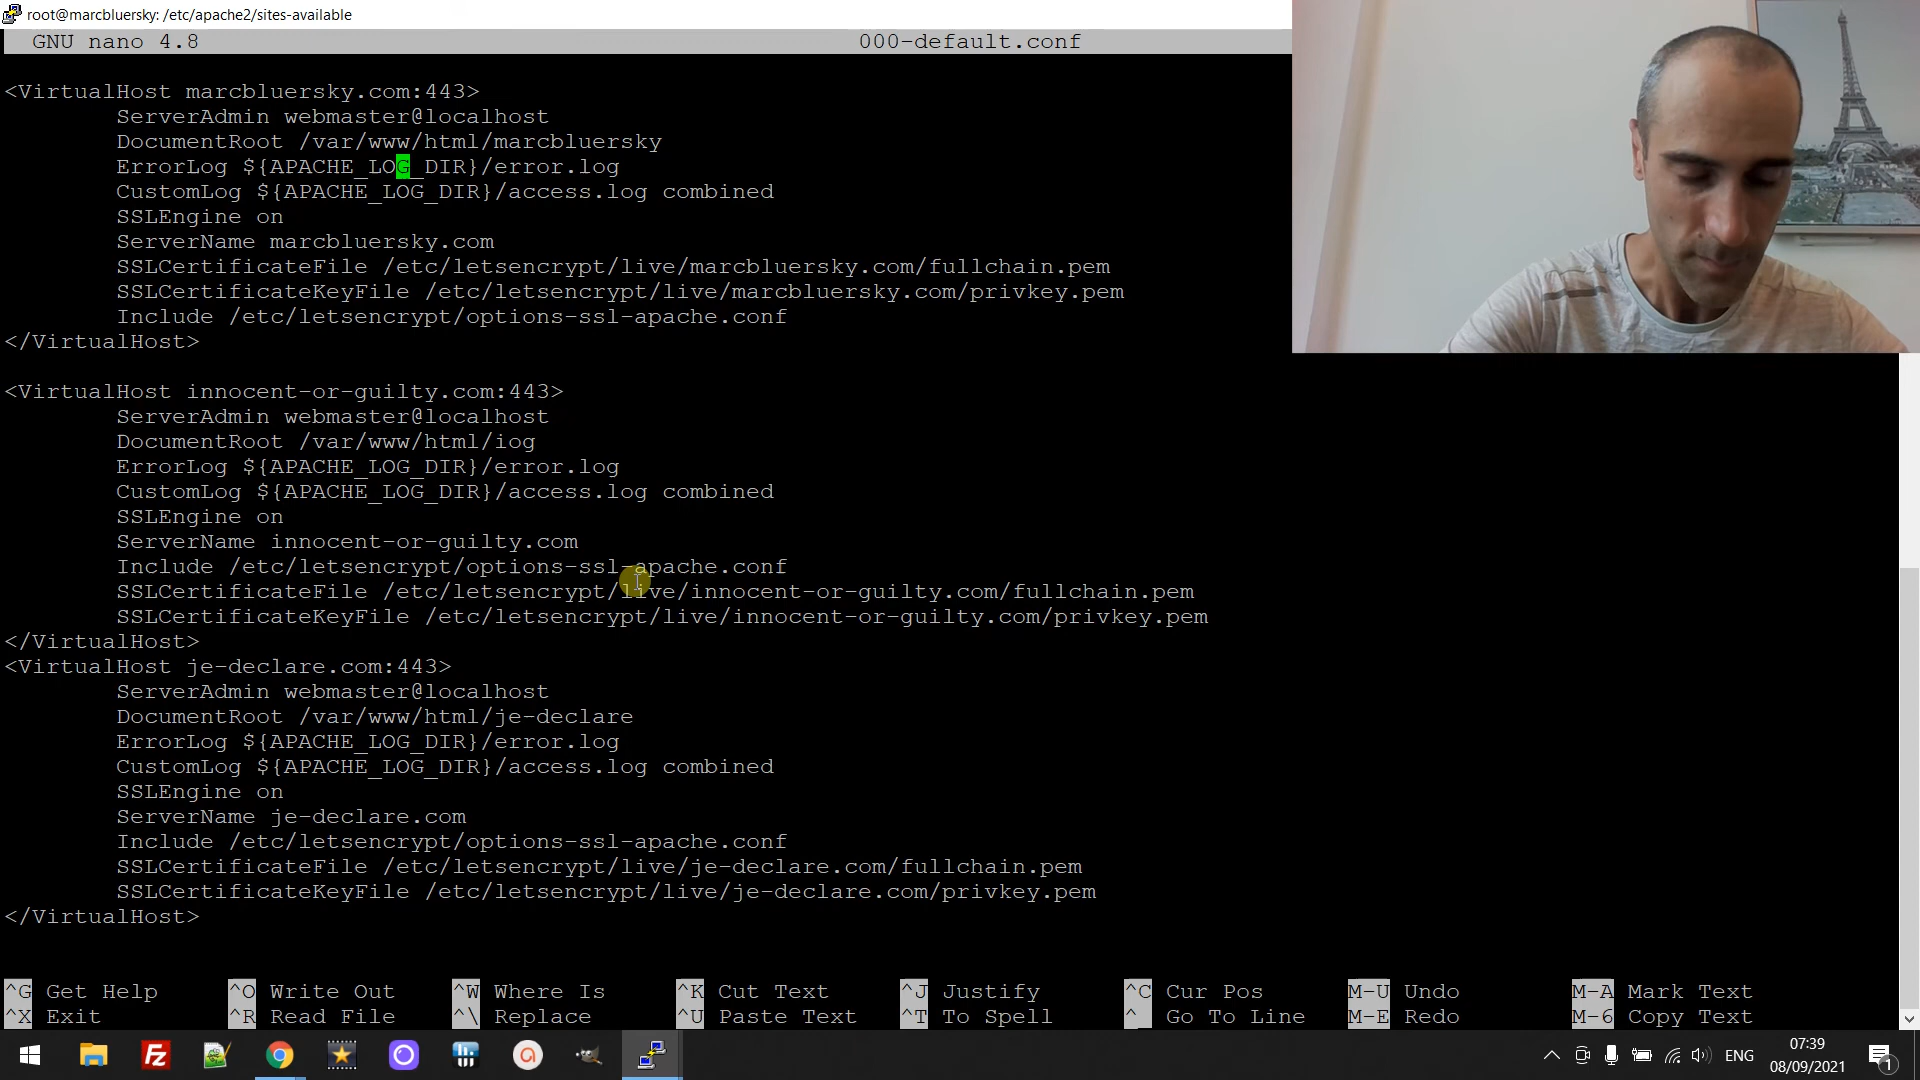 root@marcbluersky: /etc/apache2/sites-available
GNU nano 4.8 000-default.conf
<VirtualHost marcbluersky.com:443>
ServerAdmin webmaster@localhost
DocumentRoot /var/www/html/marcbluersky
ErrorLog ${APACHE_LOG_DIR}/error.log
CustomLog ${APACHE_LOG_DIR}/access.log combined
SSLEngine on
ServerName marcbluersky.com
SSLCertificateFile /etc/letsencrypt/live/marcbluersky.com/fullchain.pem
SSLCertificateKeyFile /etc/letsencrypt/live/marcbluersky.com/privkey.pem
Include /etc/letsencrypt/options-ssl-apache.conf
</VirtualHost>
<VirtualHost innocent-or-guilty.com:443>
ServerAdmin webmaster@localhost
DocumentRoot /var/www/html/iog
ErrorLog ${APACHE_LOG_DIR}/error.log
CustomLog ${APACHE_LOG_DIR}/access.log combined
SSLEngine on
ServerName innocent-or-guilty.com
Include /etc/letsencrypt/options-ssl-apache.conf
SSLCertificateFile /etc/letsencrypt/live/innocent-or-guilty.com/fullchain.pem
SSLCertificateKeyFile /etc/letsencrypt/live/innocent-or-guilty.com/privkey.pem
</VirtualHost>
<VirtualHost je-declare.com:443>
ServerAdmin webmaster@localhost
DocumentRoot /var/www/html/je-declare
ErrorLog ${APACHE_LOG_DIR}/error.log
CustomLog ${APACHE_LOG_DIR}/access.log combined
SSLEngine on
ServerName je-declare.com
Include /etc/letsencrypt/options-ssl-apache.conf
SSLCertificateFile /etc/letsencrypt/live/je-declare.com/fullchain.pem
SSLCertificateKeyFile /etc/letsencrypt/live/je-declare.com/privkey.pem
</VirtualHost>
^G Get Help ^O Write Out ^W Where Is ^K Cut Text ^J Justify ^C Cur Pos M-U Undo M-A Mark Text
^X Exit ^R Read File ^\ Replace ^U Paste Text ^T To Spell ^_ Go To Line M-E Redo M-6 Copy Text
ENG
07:39
08/09/2021
1